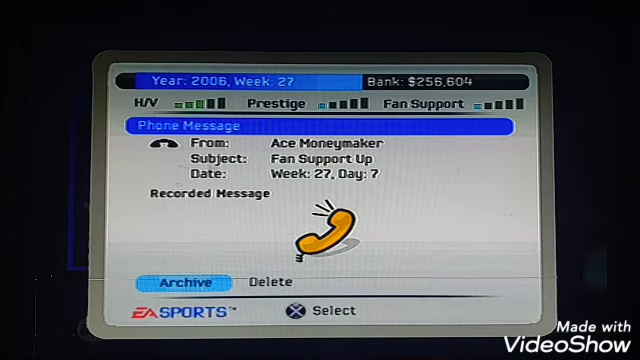 Year: 2006, Week: 27 Bank: $256,604
H/V Prestige Fan Support
Phone Message
From: Ace Moneymaker
Subject: Fan Support Up
Date: Week: 27, Day: 7
Recorded Message
Archive Delete
EA SPORTS™ X Select
Made with
VideoShow